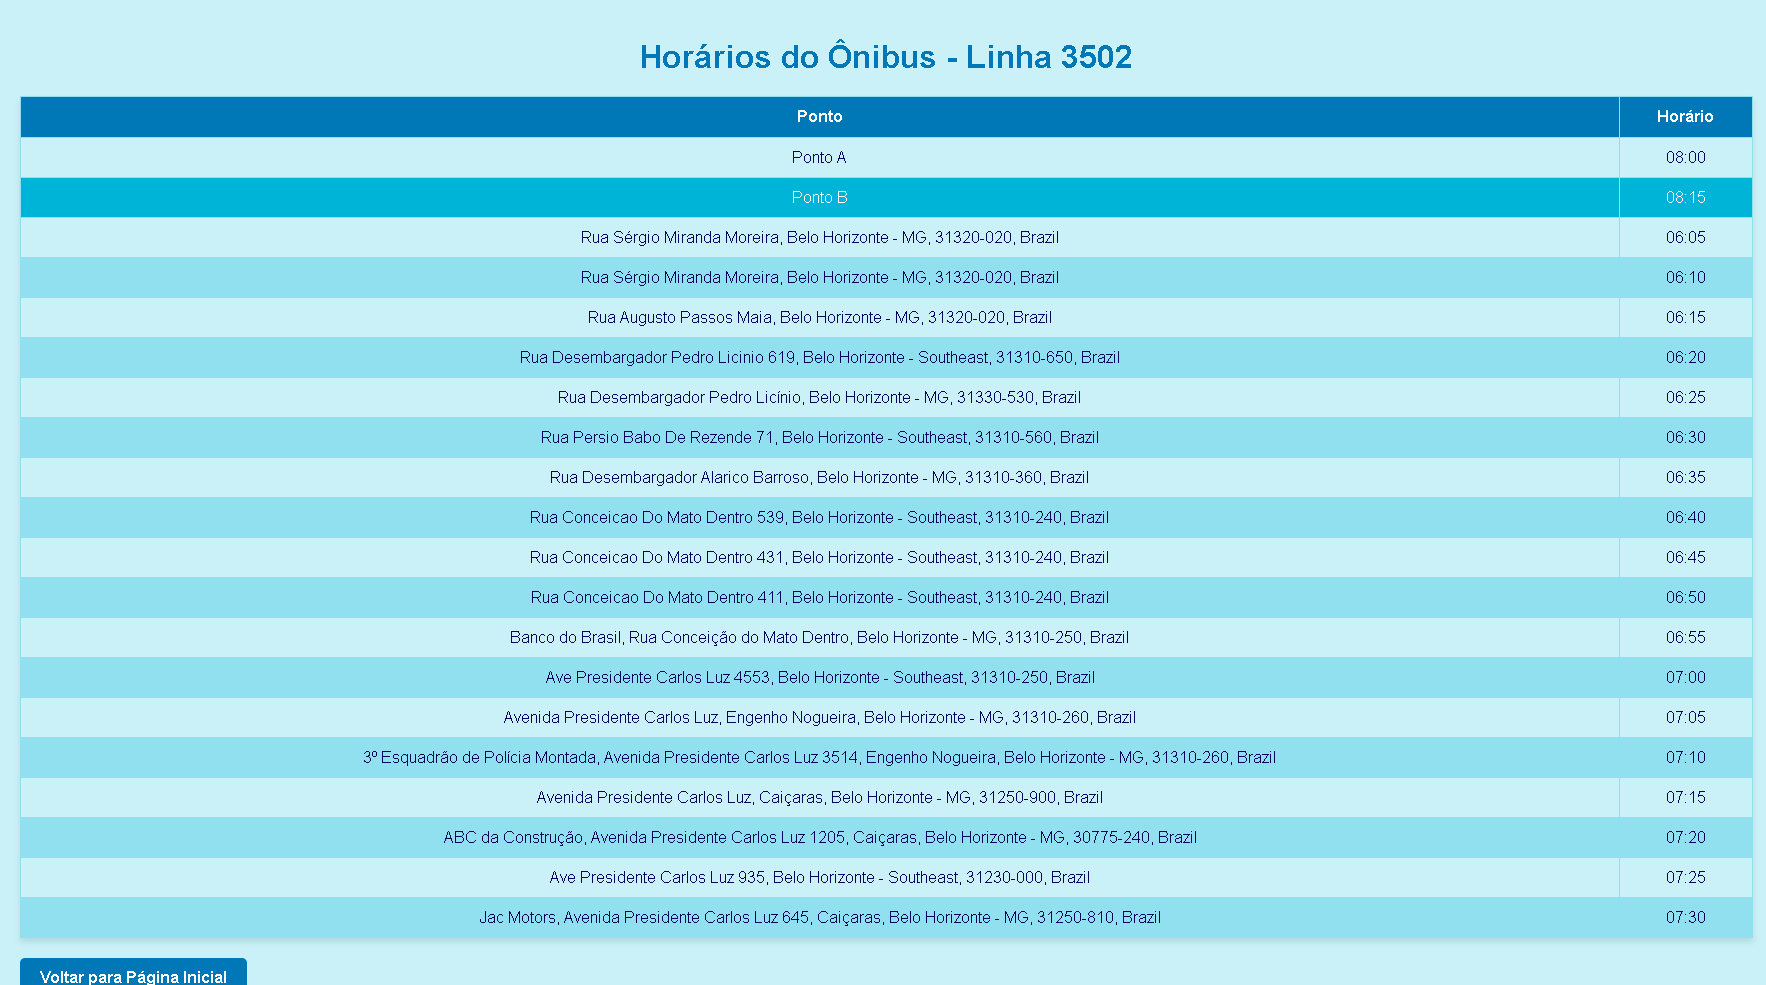 Horários do Ônibus - Linha 3502
Ponto Horário
Ponto A 08:00
Ponto B 08:15
Rua Sérgio Miranda Moreira, Belo Horizonte - MG, 31320-020, Brazil 06:05
Rua Sérgio Miranda Moreira, Belo Horizonte - MG, 31320-020, Brazil 06:10
Rua Augusto Passos Maia, Belo Horizonte - MG, 31320-020, Brazil 06:15
Rua Desembargador Pedro Licinio 619, Belo Horizonte - Southeast, 31310-650, Brazil 06:20
Rua Desembargador Pedro Licínio, Belo Horizonte - MG, 31330-530, Brazil 06:25
Rua Persio Babo De Rezende 71, Belo Horizonte - Southeast, 31310-560, Brazil 06:30
Rua Desembargador Alarico Barroso, Belo Horizonte - MG, 31310-360, Brazil 06:35
Rua Conceicao Do Mato Dentro 539, Belo Horizonte - Southeast, 31310-240, Brazil 06:40
Rua Conceicao Do Mato Dentro 431, Belo Horizonte - Southeast, 31310-240, Brazil 06:45
Rua Conceicao Do Mato Dentro 411, Belo Horizonte - Southeast, 31310-240, Brazil 06:50
Banco do Brasil, Rua Conceição do Mato Dentro, Belo Horizonte - MG, 31310-250, Brazil 06:55
Ave Presidente Carlos Luz 4553, Belo Horizonte - Southeast, 31310-250, Brazil 07:00
Avenida Presidente Carlos Luz, Engenho Nogueira, Belo Horizonte - MG, 31310-260, Brazil 07:05
3º Esquadrão de Polícia Montada, Avenida Presidente Carlos Luz 3514, Engenho Nogueira, Belo Horizonte - MG, 31310-260, Brazil 07:10
Avenida Presidente Carlos Luz, Caiçaras, Belo Horizonte - MG, 31250-900, Brazil 07:15
ABC da Construção, Avenida Presidente Carlos Luz 1205, Caiçaras, Belo Horizonte - MG, 30775-240, Brazil 07:20
Ave Presidente Carlos Luz 935, Belo Horizonte - Southeast, 31230-000, Brazil 07:25
Jac Motors, Avenida Presidente Carlos Luz 645, Caiçaras, Belo Horizonte - MG, 31250-810, Brazil 07:30
Voltar para Página Inicial